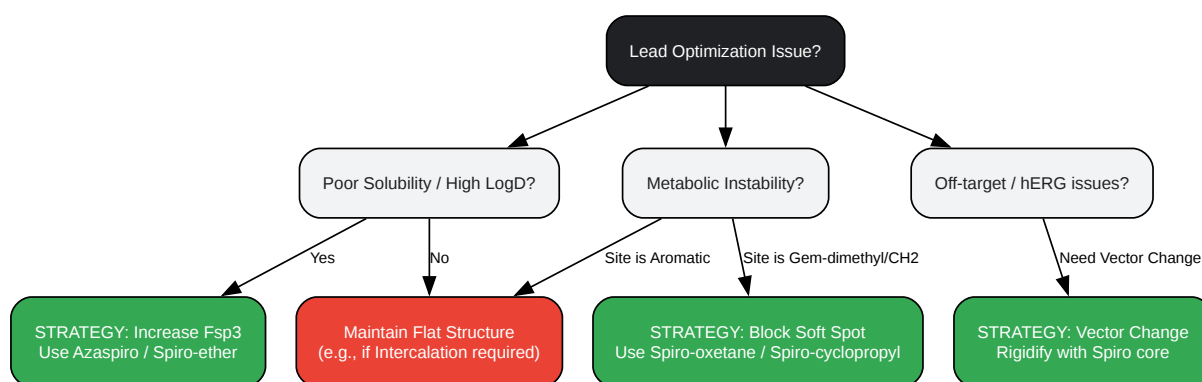 Lead Optimization Issue?
Poor Solubility / High LogD?
Metabolic Instability?
Off-target / hERG issues?
Yes
No
Site is Aromatic
Site is Gem-dimethyl/CH2
Need Vector Change
STRATEGY: Increase Fsp3
Use Azaspiro / Spiro-ether
Maintain Flat Structure
(e.g., if Intercalation required)
STRATEGY: Block Soft Spot
Use Spiro-oxetane / Spiro-cyclopropyl
STRATEGY: Vector Change
Rigidify with Spiro core